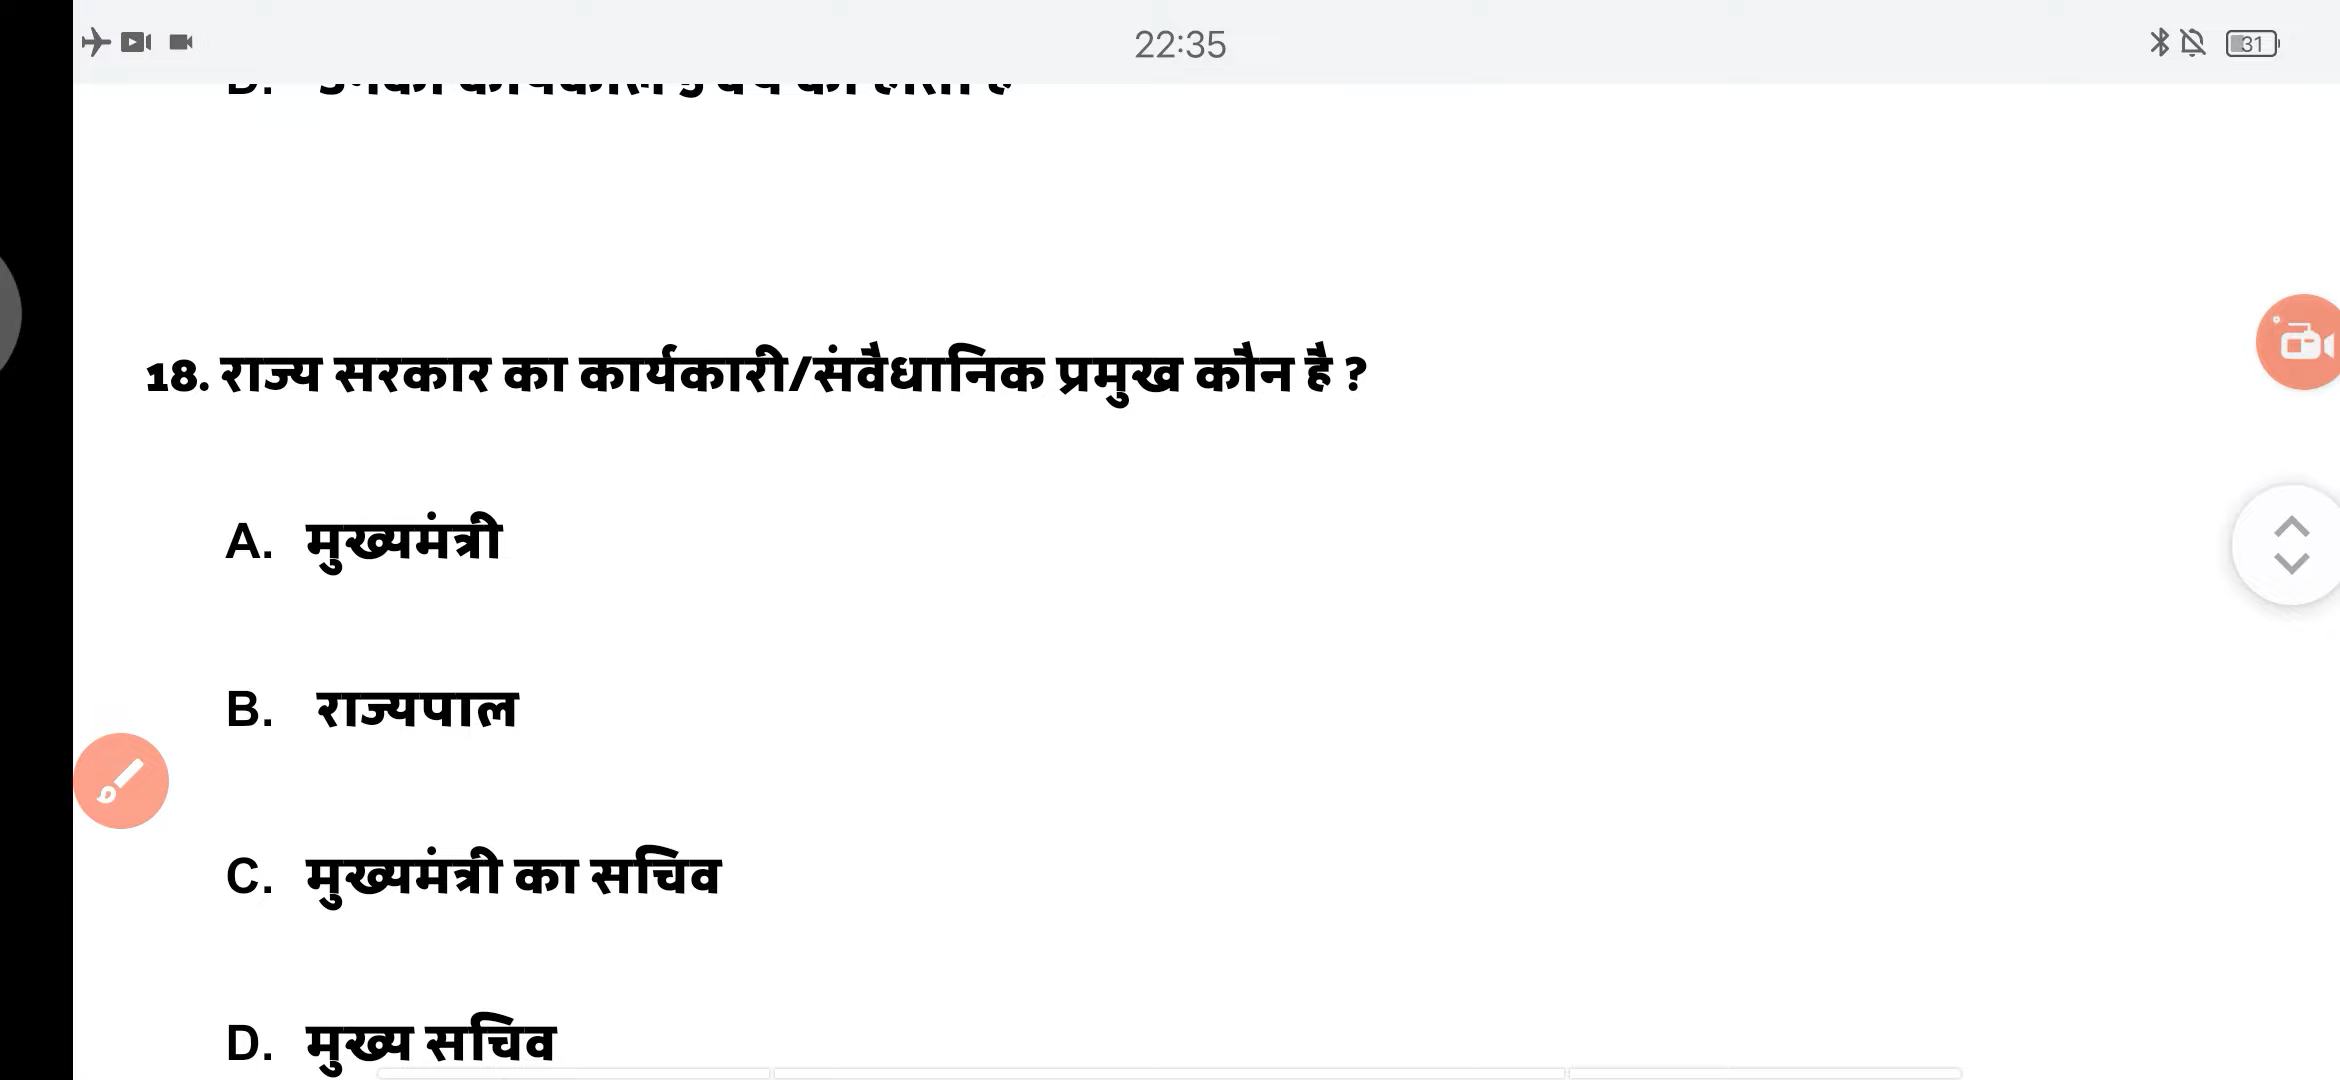 22:35
31
18. राज्य सरकार का कार्यकारी/संवैधानिक प्रमुख कौन है ?
A. मुख्यमंत्री
B. राज्यपाल
C. मुख्यमंत्री का सचिव
D. मुख्य सचिव